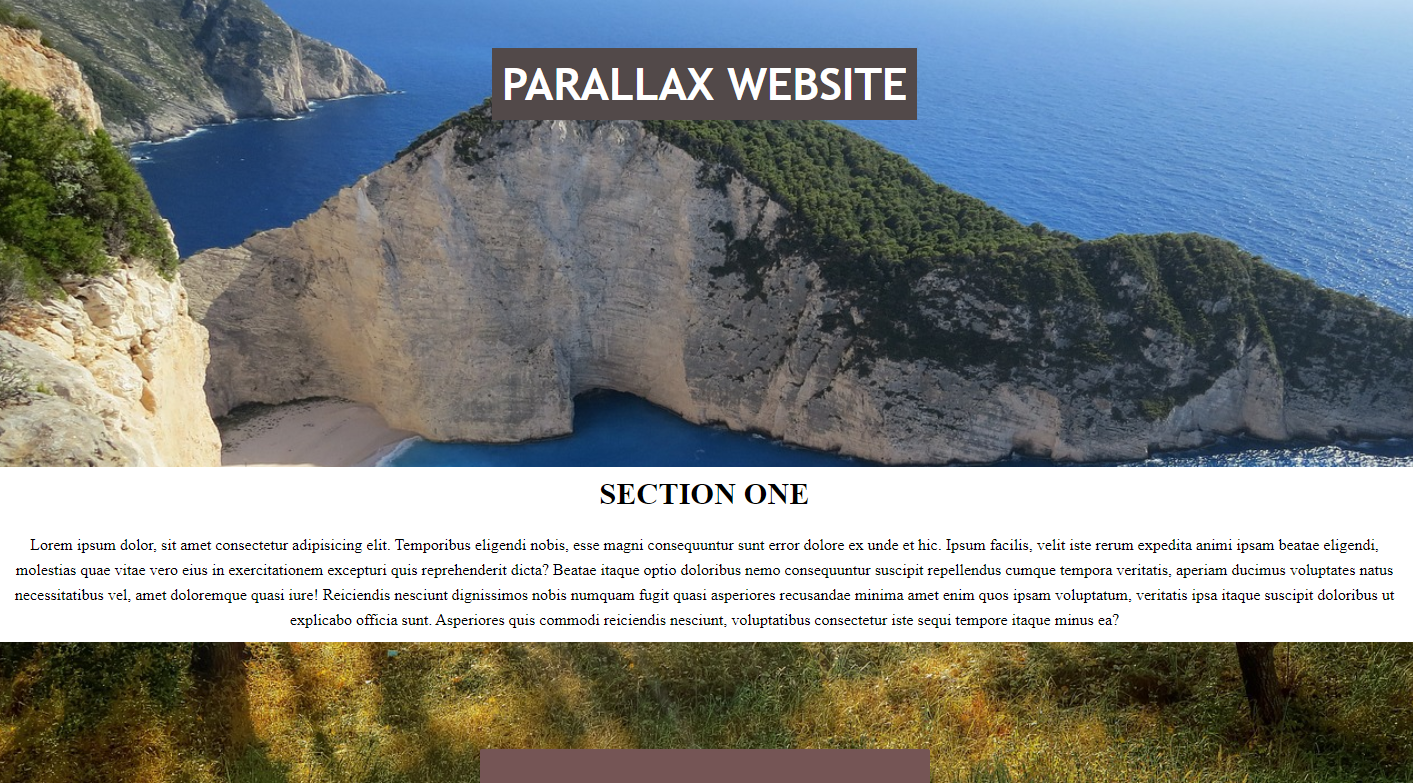 PARALLAX WEBSITE
SECTION ONE
Lorem ipsum dolor, sit amet consectetur adipisicing elit. Temporibus eligendi nobis, esse magni consequuntur sunt error dolore ex unde et hic. Ipsum facilis, velit iste rerum expedita animi ipsam beatae eligendi,
molestias quae vitae vero eius in exercitationem excepturi quis reprehenderit dicta? Beatae itaque optio doloribus nemo consequuntur suscipit repellendus cumque tempora veritatis, aperiam ducimus voluptates natus
necessitatibus vel, amet doloremque quasi iure! Reiciendis nesciunt dignissimos nobis numquam fugit quasi asperiores recusandae minima amet enim quos ipsam voluptatum, veritatis ipsa itaque suscipit doloribus ut
explicabo officia sunt. Asperiores quis commodi reiciendis nesciunt, voluptatibus consectetur iste sequi tempore itaque minus ea?